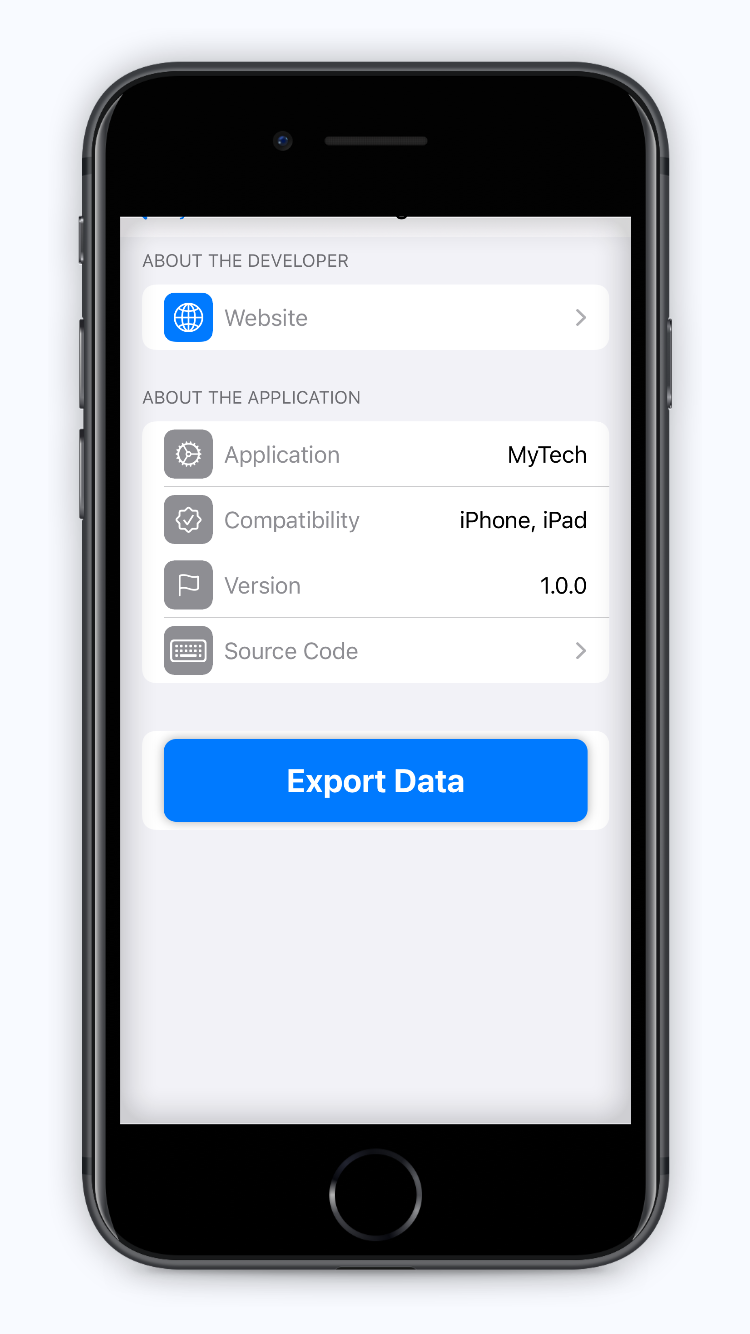 ABOUT THE DEVELOPER
Website
ABOUT THE APPLICATION
Application MyTech
Compatibility iPhone, iPad
Version 1.0.0
Source Code
Export Data